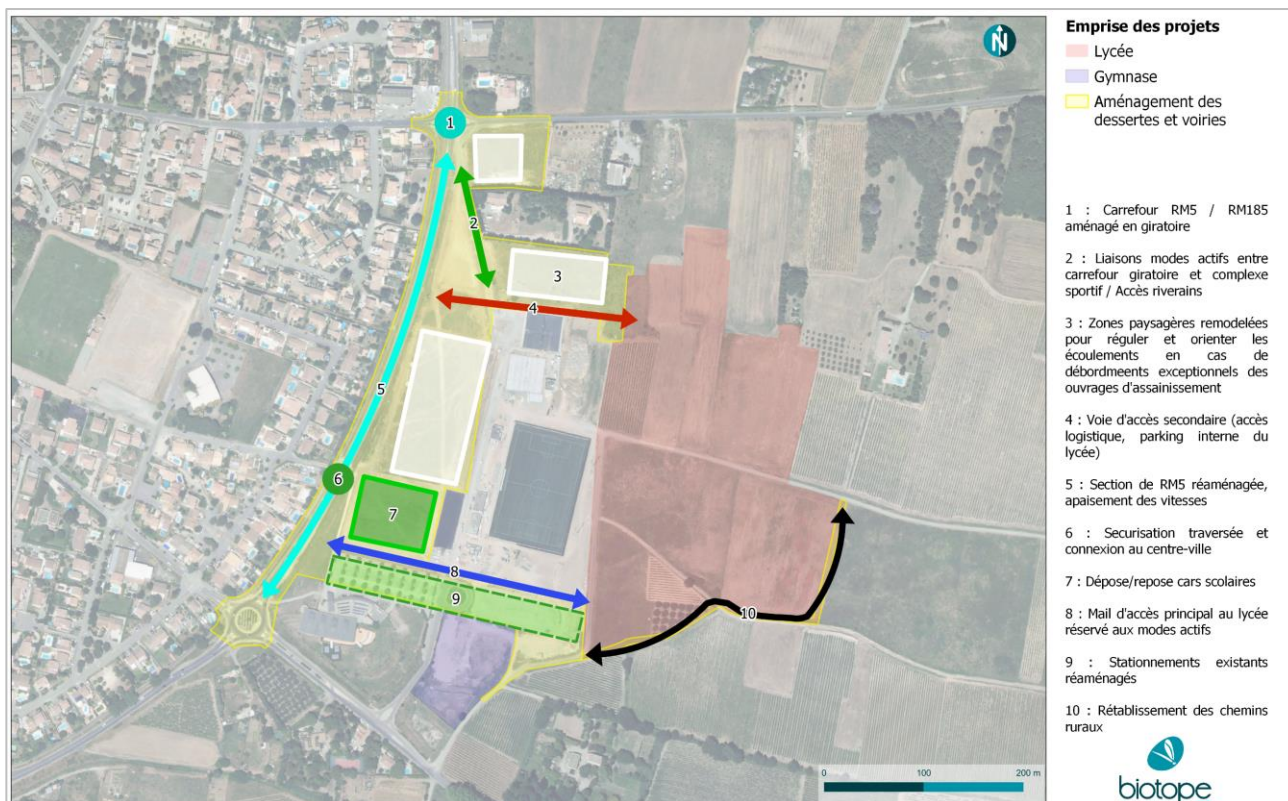 N
1
2
3
4
5
6
7
8
9
10
0 100 200 m
Emprise des projets
Lycée
Gymnase
Aménagement des
dessertes et voiries
1 : Carrefour RM5 / RM185
aménagé en giratoire
2 : Liaisons modes actifs entre
carrefour giratoire et complexe
sportif / Accès riverains
3 : Zones paysagères remodelées
pour réguler et orienter les
écoulements en cas de
débordmeents exceptionnels des
ouvrages d'assainissement
4 : Voie d'accès secondaire (accès
logistique, parking interne du
lycée)
5 : Section de RM5 réaménagée,
apaisement des vitesses
6 : Securisation traversée et
connexion au centre-ville
7 : Dépose/repose cars scolaires
8 : Mail d'accès principal au lycée
réservé aux modes actifs
9 : Stationnements existants
réaménagés
10 : Rétablissement des chemins
ruraux
biotope